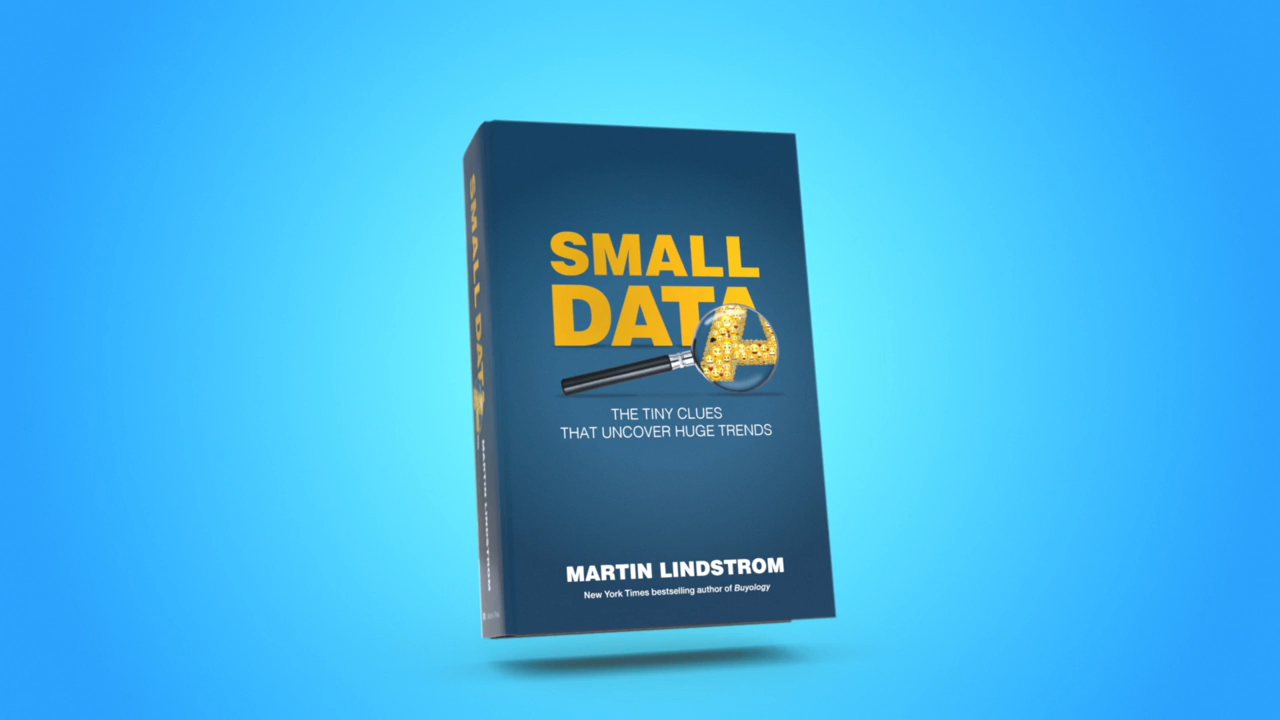 SMALL
DATA
THE TINY CLUES
THAT UNCOVER HUGE TRENDS
MARTIN LINDSTROM
New York Times bestselling author of Buyology
SMALL DATA
MARTIN LINDSTROM